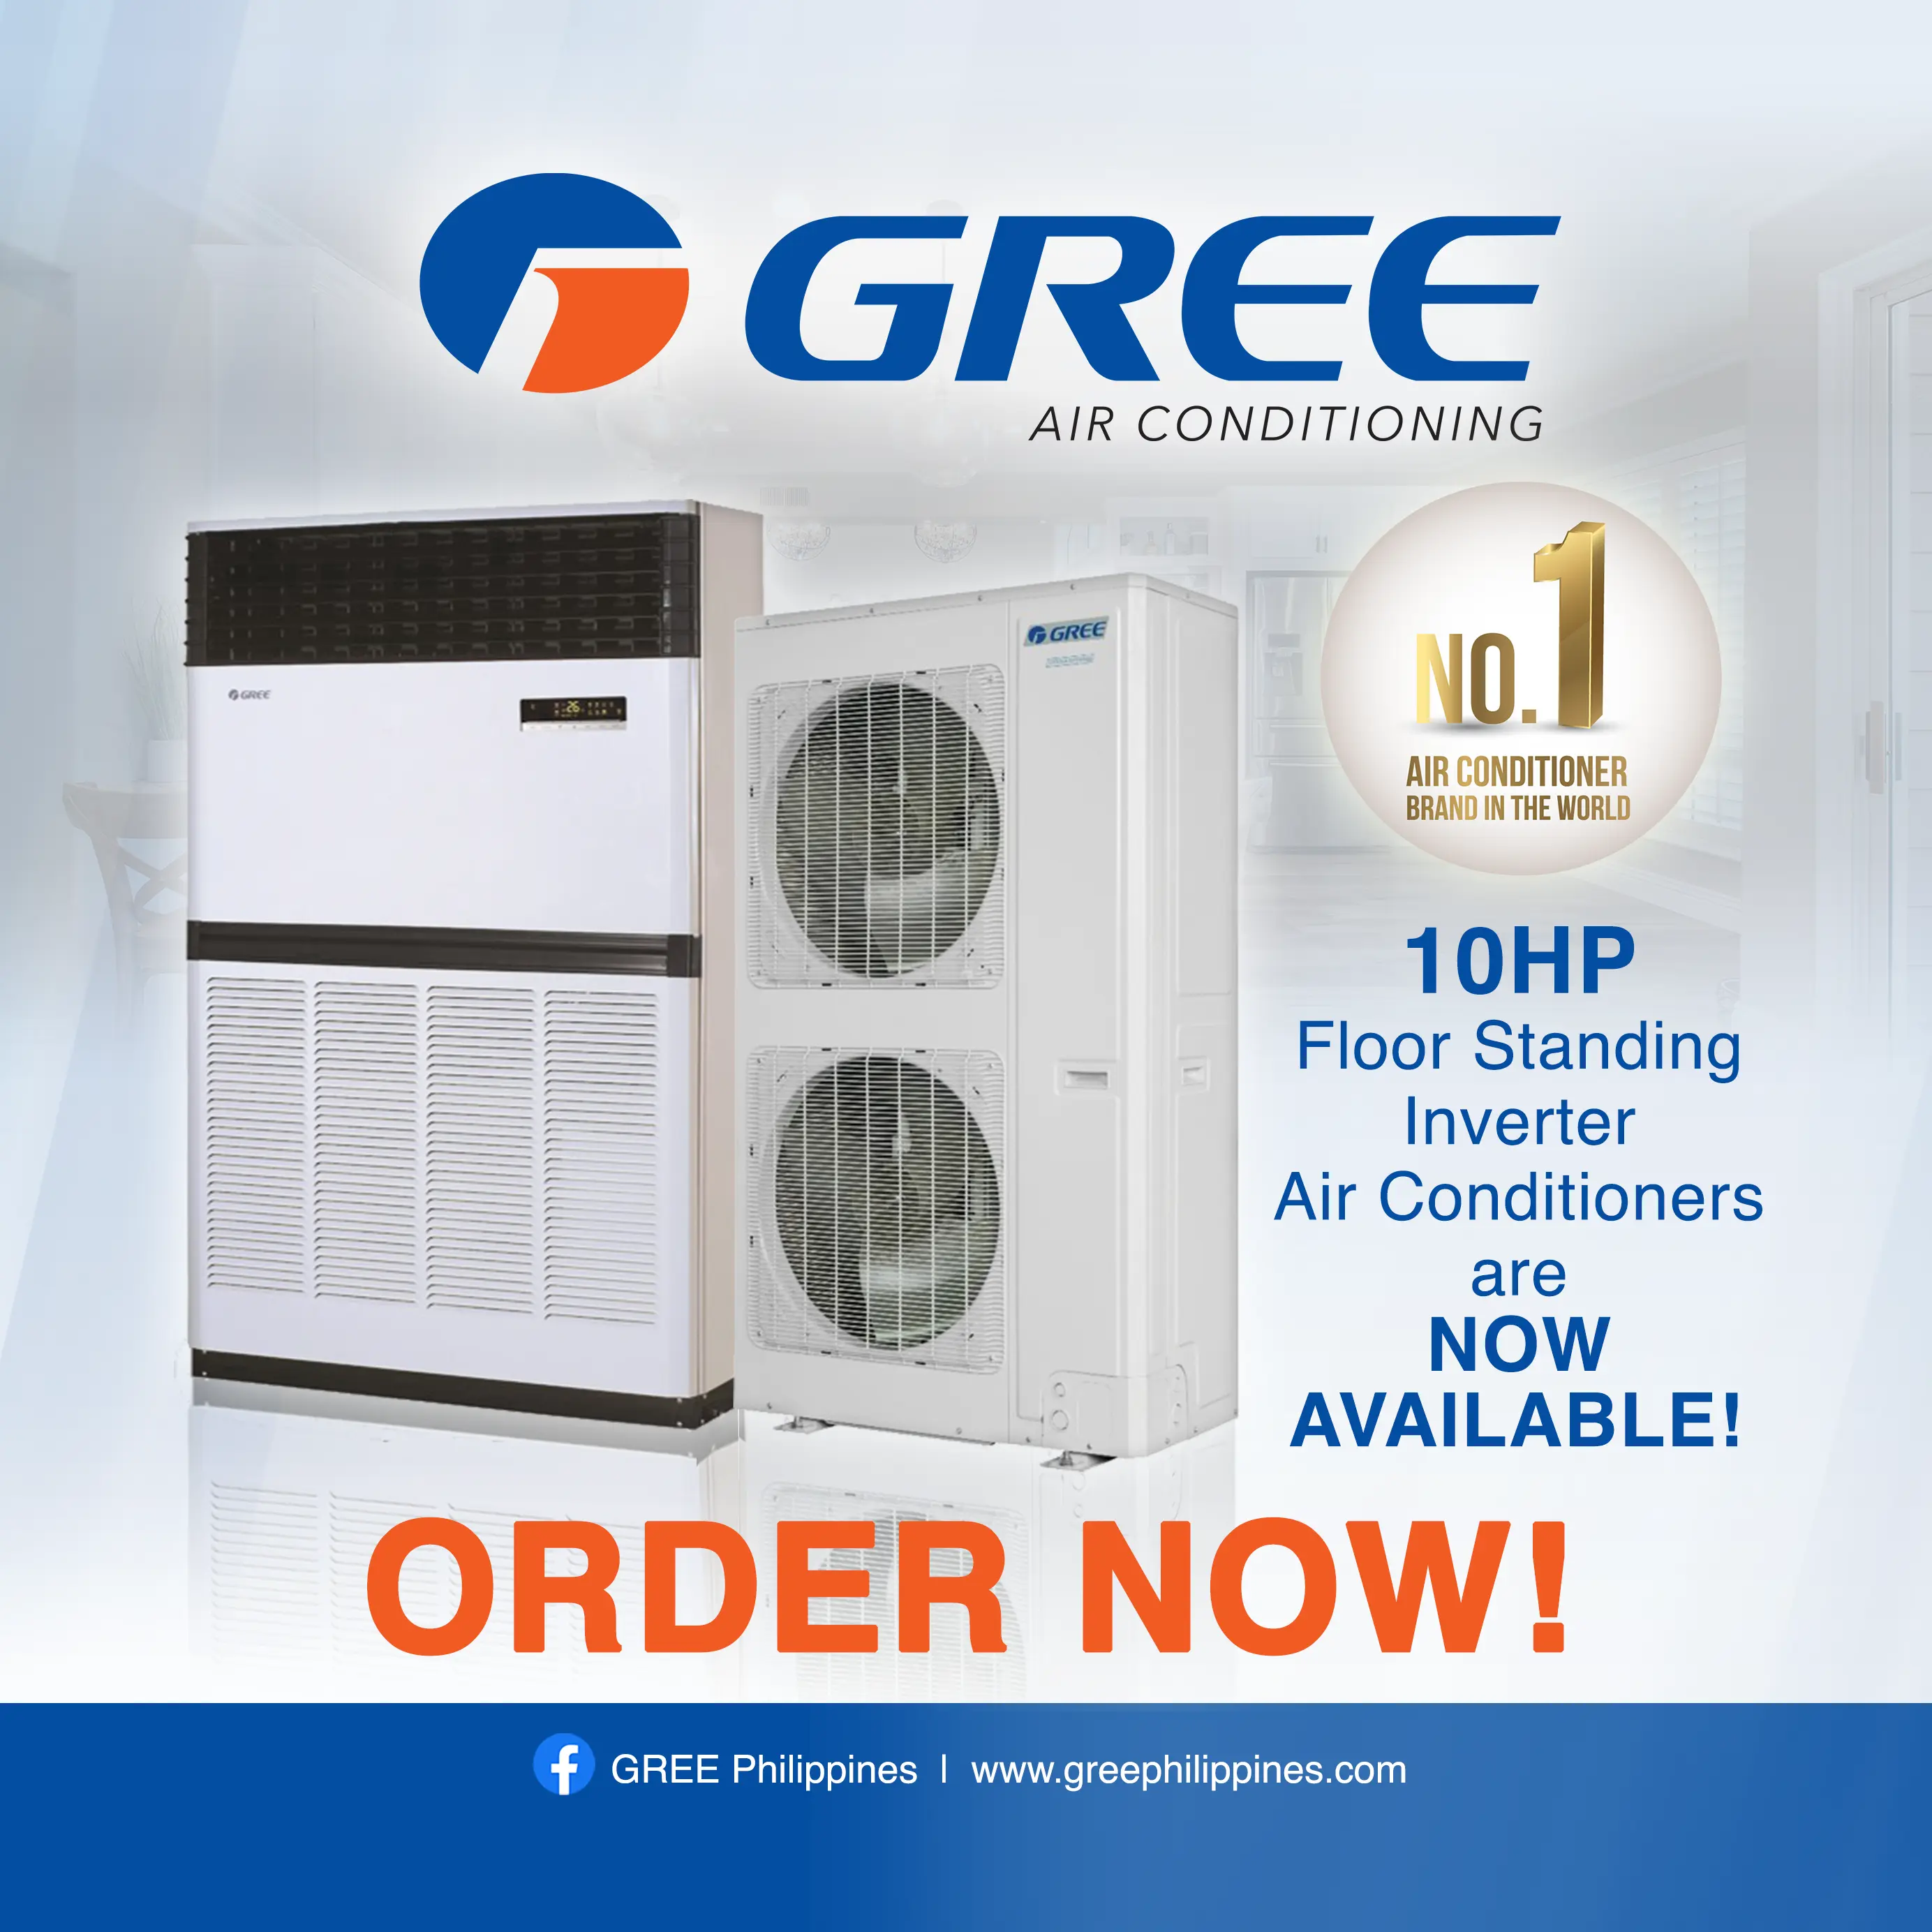 GREE
AIR CONDITIONING
GREE
26
GREE
NO.1
AIR CONDITIONER
BRAND IN THE WORLD
10HP
Floor Standing
Inverter
Air Conditioners
are
NOW
AVAILABLE!
ORDER NOW!
GREE Philippines | www.greephilippines.com